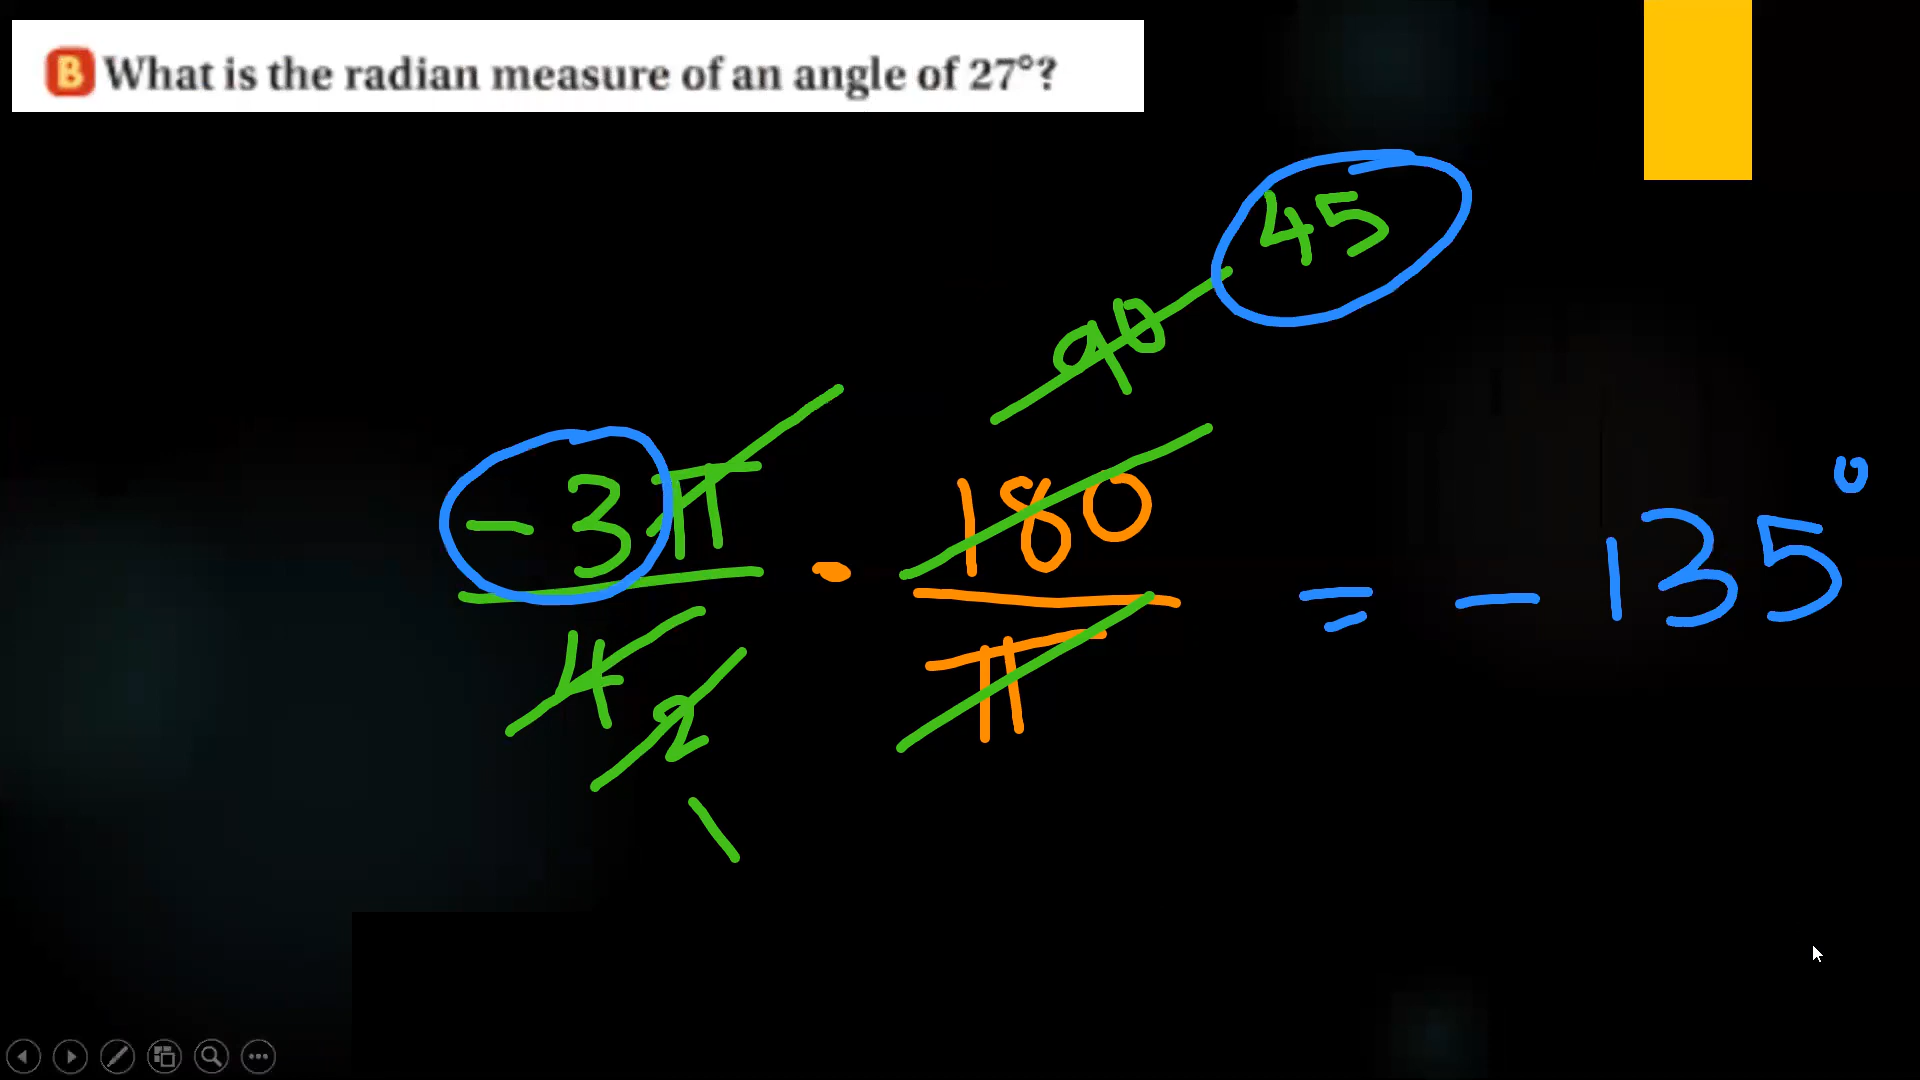 B What is the radian measure of an angle of 27°?
45
90
-3π · 180 = -135°
4 π
2
1